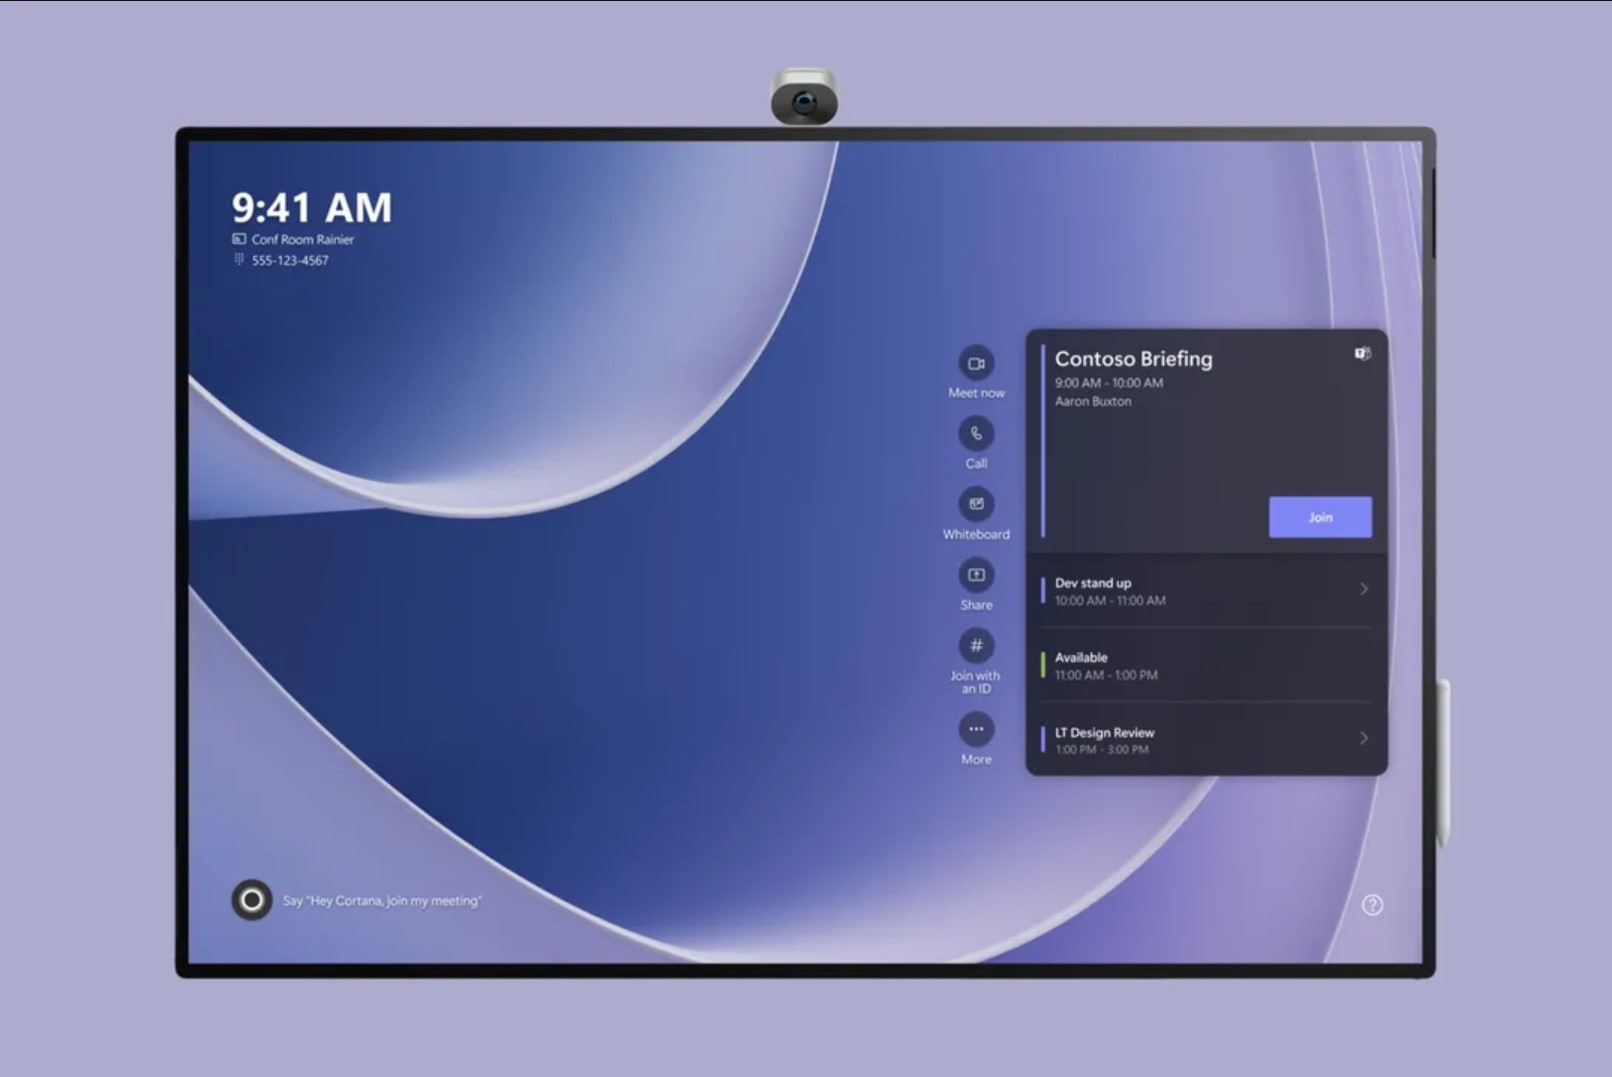 9:41 AM
Conf Room Rainier
555-123-4567
Meet now
Call
Whiteboard
Share
Join with
an ID
More
Contoso Briefing
9:00 AM - 10:00 AM
Aaron Buxton
Join
Dev stand up
10:00 AM - 11:00 AM
Available
11:00 AM - 1:00 PM
LT Design Review
1:00 PM - 3:00 PM
Say "Hey Cortana, join my meeting"